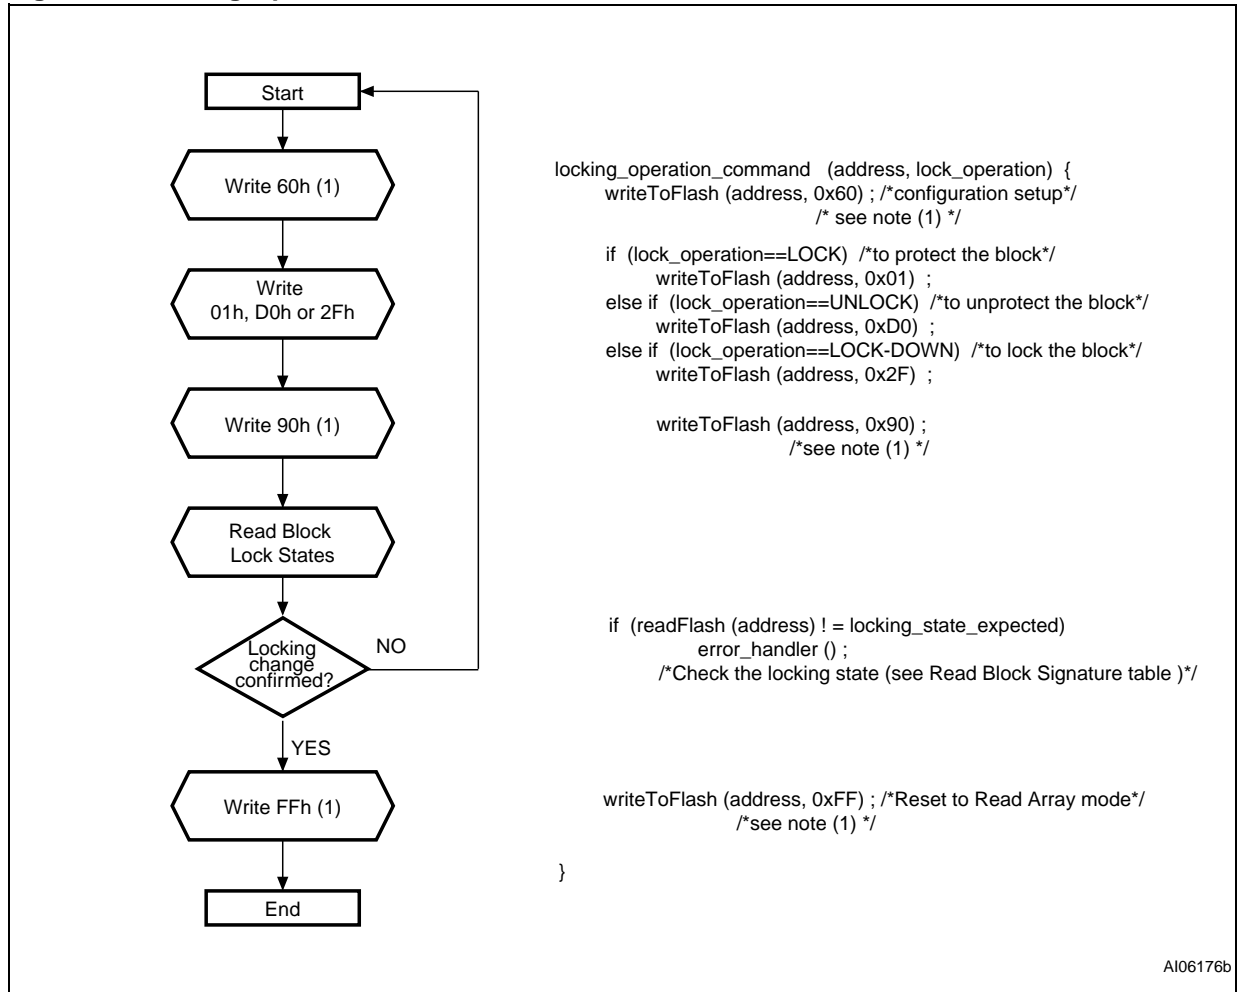 Start
Write 60h (1)
Write
01h, D0h or 2Fh
Write 90h (1)
Read Block
Lock States
Locking
change
confirmed?
NO
YES
Write FFh (1)
End
locking_operation_command (address, lock_operation) {
writeToFlash (address, 0x60) ; /*configuration setup*/
/* see note (1) */
if (lock_operation==LOCK) /*to protect the block*/
writeToFlash (address, 0x01) ;
else if (lock_operation==UNLOCK) /*to unprotect the block*/
writeToFlash (address, 0xD0) ;
else if (lock_operation==LOCK-DOWN) /*to lock the block*/
writeToFlash (address, 0x2F) ;
writeToFlash (address, 0x90) ;
/*see note (1) */
if (readFlash (address) ! = locking_state_expected)
error_handler () ;
/*Check the locking state (see Read Block Signature table )*/
writeToFlash (address, 0xFF) ; /*Reset to Read Array mode*/
/*see note (1) */
}
AI06176b